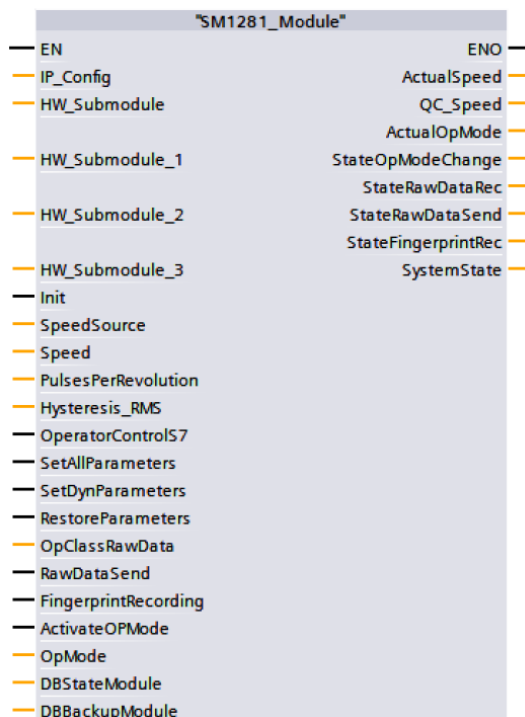 "SM1281_Module"
EN ENO
IP_Config ActualSpeed
HW_Submodule QC_Speed
ActualOpMode
HW_Submodule_1 StateOpModeChange
StateRawDataRec
HW_Submodule_2 StateRawDataSend
StateFingerprintRec
HW_Submodule_3 SystemState
Init
SpeedSource
Speed
PulsesPerRevolution
Hysteresis_RMS
OperatorControlS7
SetAllParameters
SetDynParameters
RestoreParameters
OpClassRawData
RawDataSend
FingerprintRecording
ActivateOPMode
OpMode
DBStateModule
DBBackupModule